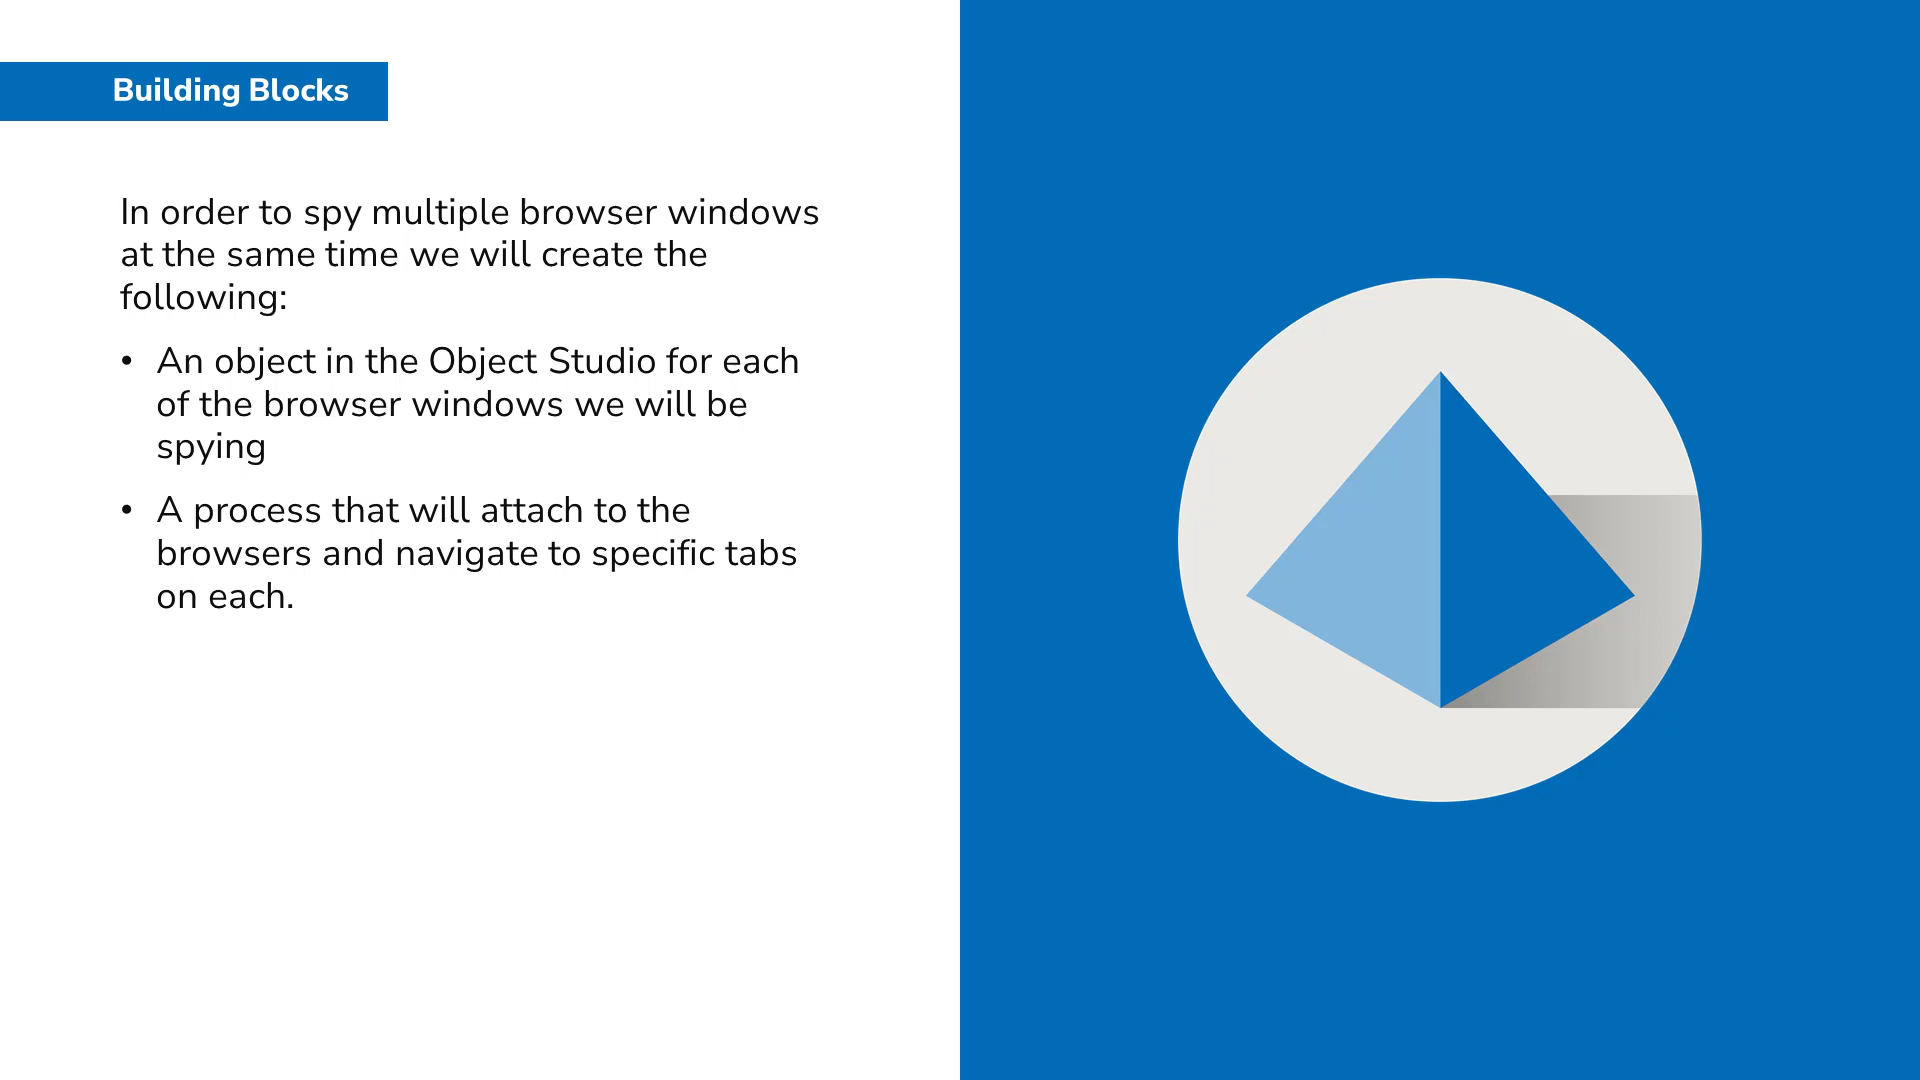 Building Blocks
In order to spy multiple browser windows
at the same time we will create the
following:
• An object in the Object Studio for each
of the browser windows we will be
spying
• A process that will attach to the
browsers and navigate to specific tabs
on each.